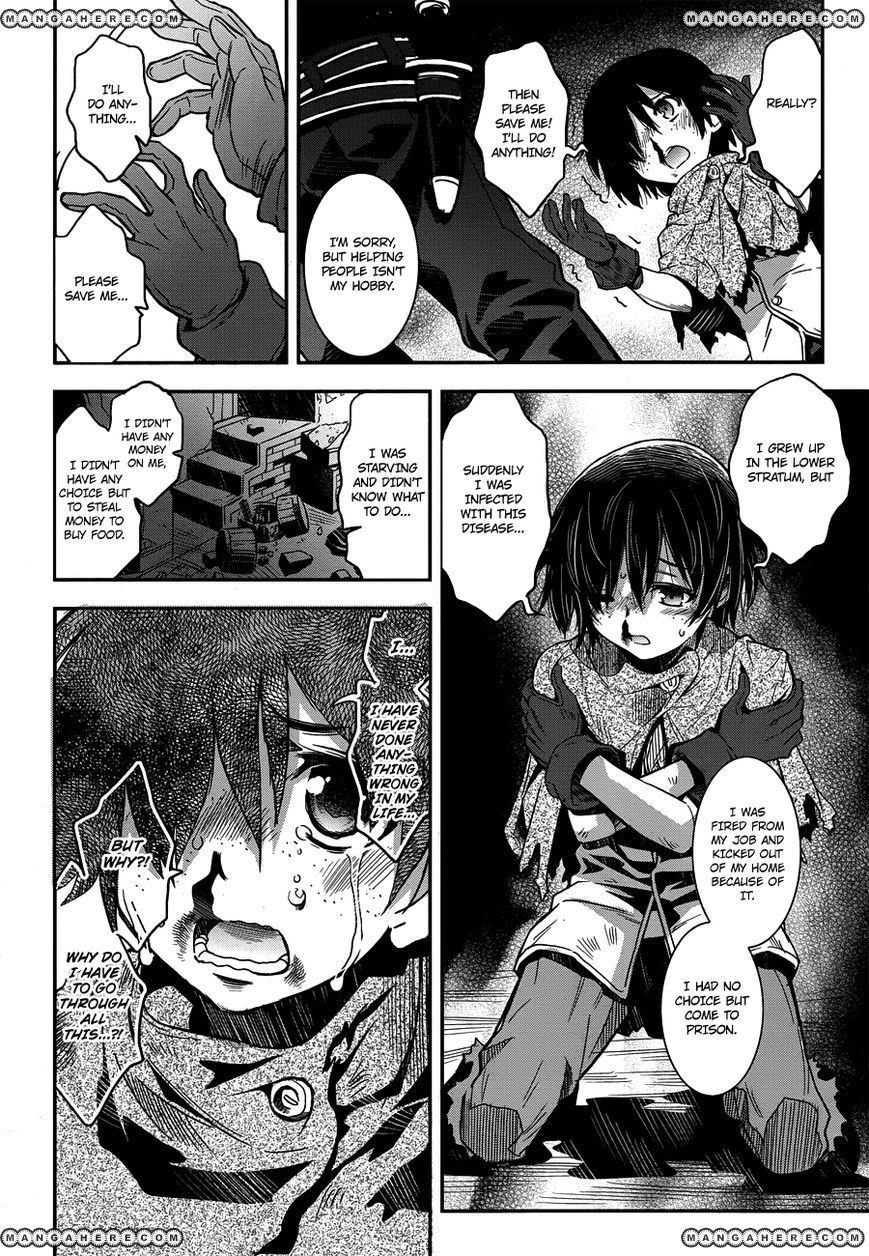 MANGAHERE.COM
MANGAHERE.COM
REALLY?
THEN
PLEASE
SAVE ME!
I'LL DO
ANYTHING!
I'M SORRY,
BUT HELPING
PEOPLE ISN'T
MY HOBBY.
I'LL
DO ANY-
THING...
PLEASE
SAVE ME...
I GREW UP
IN THE LOWER
STRATUM, BUT
SUDDENLY
I WAS
INFECTED
WITH THIS
DISEASE...
I WAS
FIRED FROM
MY JOB AND
KICKED OUT
OF MY HOME
BECAUSE OF
IT.
I HAD NO
CHOICE BUT
COME TO
PRISON.
I WAS
STARVING
AND DIDN'T
KNOW WHAT
TO DO...
I DIDN'T
HAVE ANY
MONEY
ON ME,
I DIDN'T
HAVE ANY
CHOICE BUT
TO STEAL
MONEY TO
BUY FOOD.
I...
I HAVE
NEVER
DONE
ANY-
THING
WRONG
IN MY
LIFE...
BUT
WHY?!
WHY DO
I HAVE
TO GO
THROUGH
ALL
THIS...?!
MANGAHERE.COM
MANGAHERE.COM